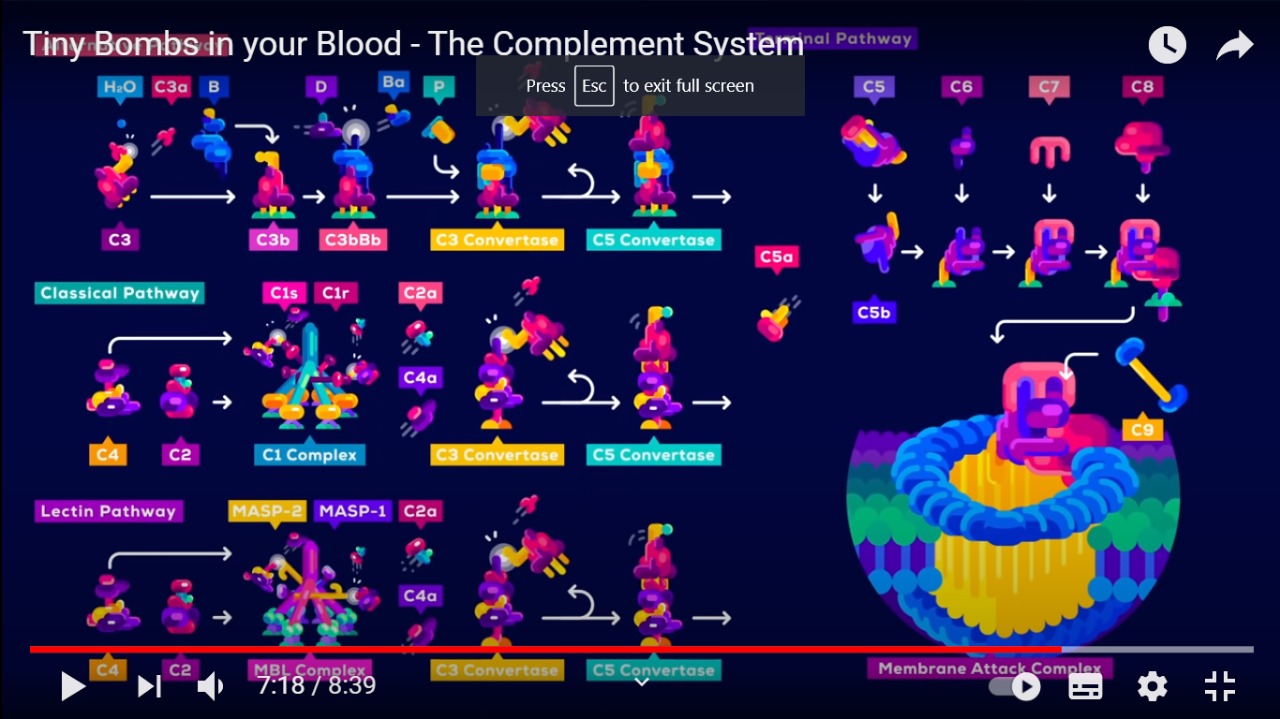 Tiny Bombs in your Blood - The Complement System
Alternative Pathway
Terminal Pathway
Press Esc to exit full screen
H₂O C3a B D Ba P
C3 C3b C3bBb C3 Convertase C5 Convertase
C5 C6 C7 C8
C5a
C5b
Classical Pathway
C1s C1r C2a
C4a
C4 C2 C1 Complex C3 Convertase C5 Convertase
C9
Lectin Pathway
MASP-2 MASP-1 C2a
C4a
C4 C2 MBL Complex C3 Convertase C5 Convertase
Membrane Attack Complex
7:18 / 8:39